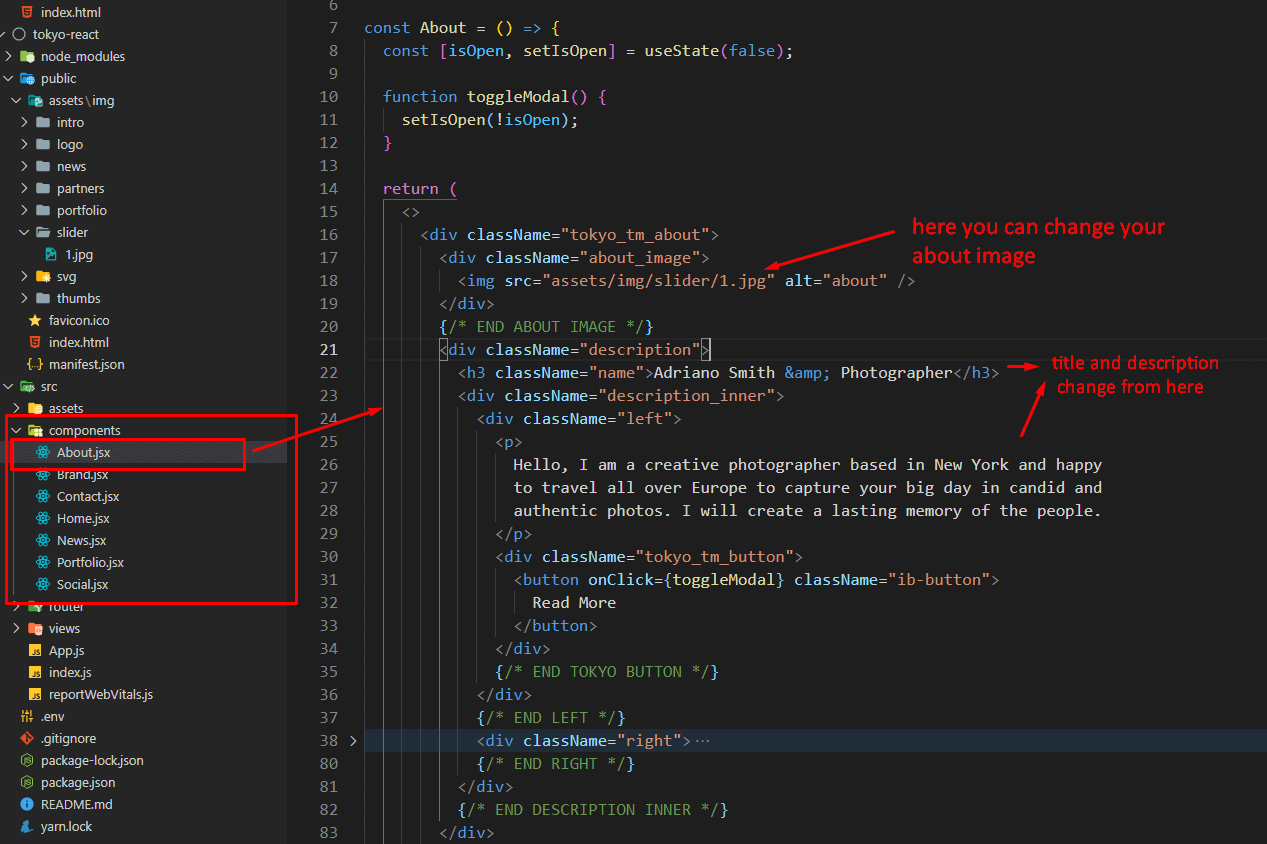 index.html
tokyo-react
node_modules
public
assets\img
intro
logo
news
partners
portfolio
slider
1.jpg
svg
thumbs
favicon.ico
index.html
manifest.json
src
assets
components
About.jsx
Brand.jsx
Contact.jsx
Home.jsx
News.jsx
Portfolio.jsx
Social.jsx
router
views
App.js
index.js
reportWebVitals.js
.env
.gitignore
package-lock.json
package.json
README.md
yarn.lock
6
7 const About = () => {
8 const [isOpen, setIsOpen] = useState(false);
9
10 function toggleModal() {
11 setIsOpen(!isOpen);
12 }
13
14 return (
15 <>
16 <div className="tokyo_tm_about">
17 <div className="about_image">
18 <img src="assets/img/slider/1.jpg" alt="about" />
19 </div>
20 {/* END ABOUT IMAGE */}
21 <div className="description">
22 <h3 className="name">Adriano Smith &amp; Photographer</h3>
23 <div className="description_inner">
24 <div className="left">
25 <p>
26 Hello, I am a creative photographer based in New York and happy
27 to travel all over Europe to capture your big day in candid and
28 authentic photos. I will create a lasting memory of the people.
29 </p>
30 <div className="tokyo_tm_button">
31 <button onClick={toggleModal} className="ib-button">
32 Read More
33 </button>
34 </div>
35 {/* END TOKYO BUTTON */}
36 </div>
37 {/* END LEFT */}
38 <div className="right">…
80 {/* END RIGHT */}
81 </div>
82 {/* END DESCRIPTION INNER */}
83 </div>
here you can change your
about image
title and description
change from here